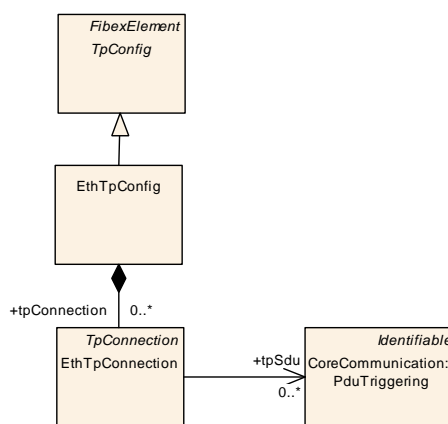 FibexElement
TpConfig
EthTpConfig
+tpConnection 0..*
TpConnection
EthTpConnection
+tpSdu
0..*
Identifiable
CoreCommunication:
PduTriggering